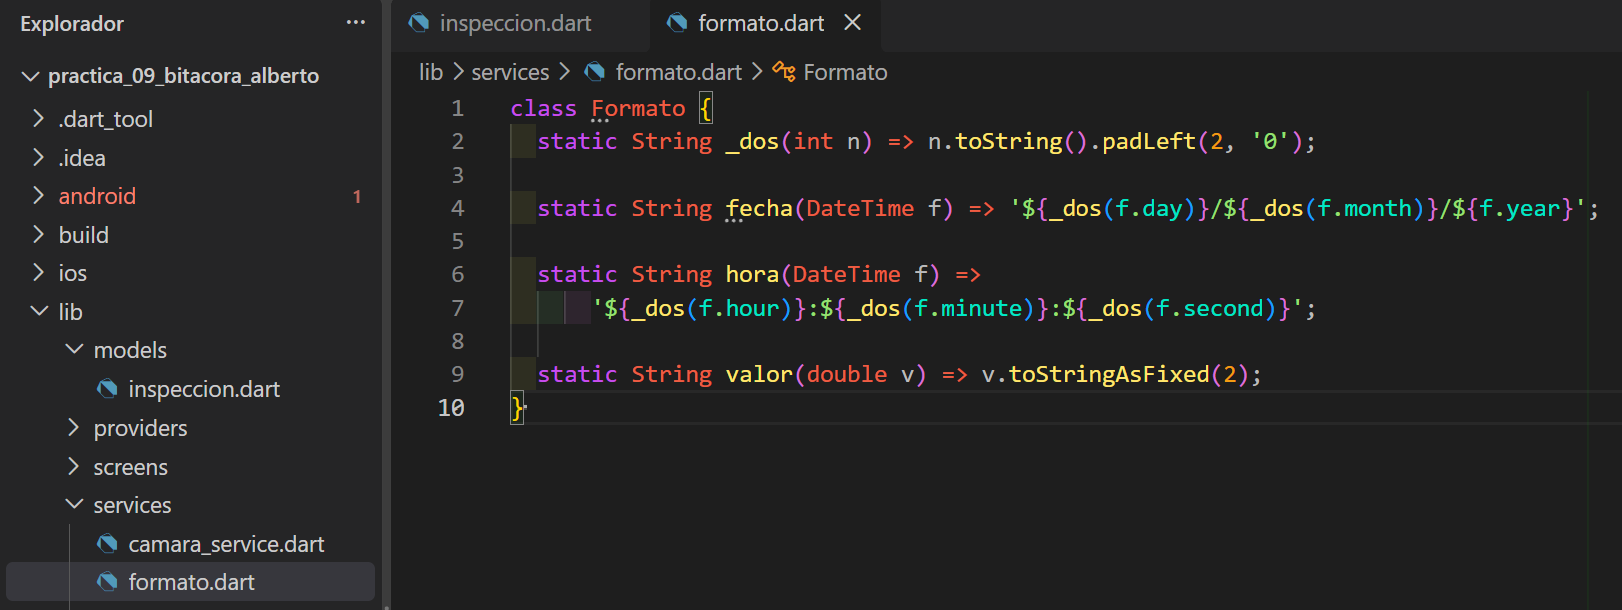 Explorador ...
practica_09_bitacora_alberto
.dart_tool
.idea
android 1
build
ios
lib
models
inspeccion.dart
providers
screens
services
camara_service.dart
formato.dart
inspeccion.dart formato.dart
lib > services > formato.dart > Formato
1 class Formato {
2 static String _dos(int n) => n.toString().padLeft(2, '0');
3
4 static String fecha(DateTime f) => '${_dos(f.day)}/${_dos(f.month)}/${f.year}';
5
6 static String hora(DateTime f) =>
7 '${_dos(f.hour)}:${_dos(f.minute)}:${_dos(f.second)}';
8
9 static String valor(double v) => v.toStringAsFixed(2);
10 }